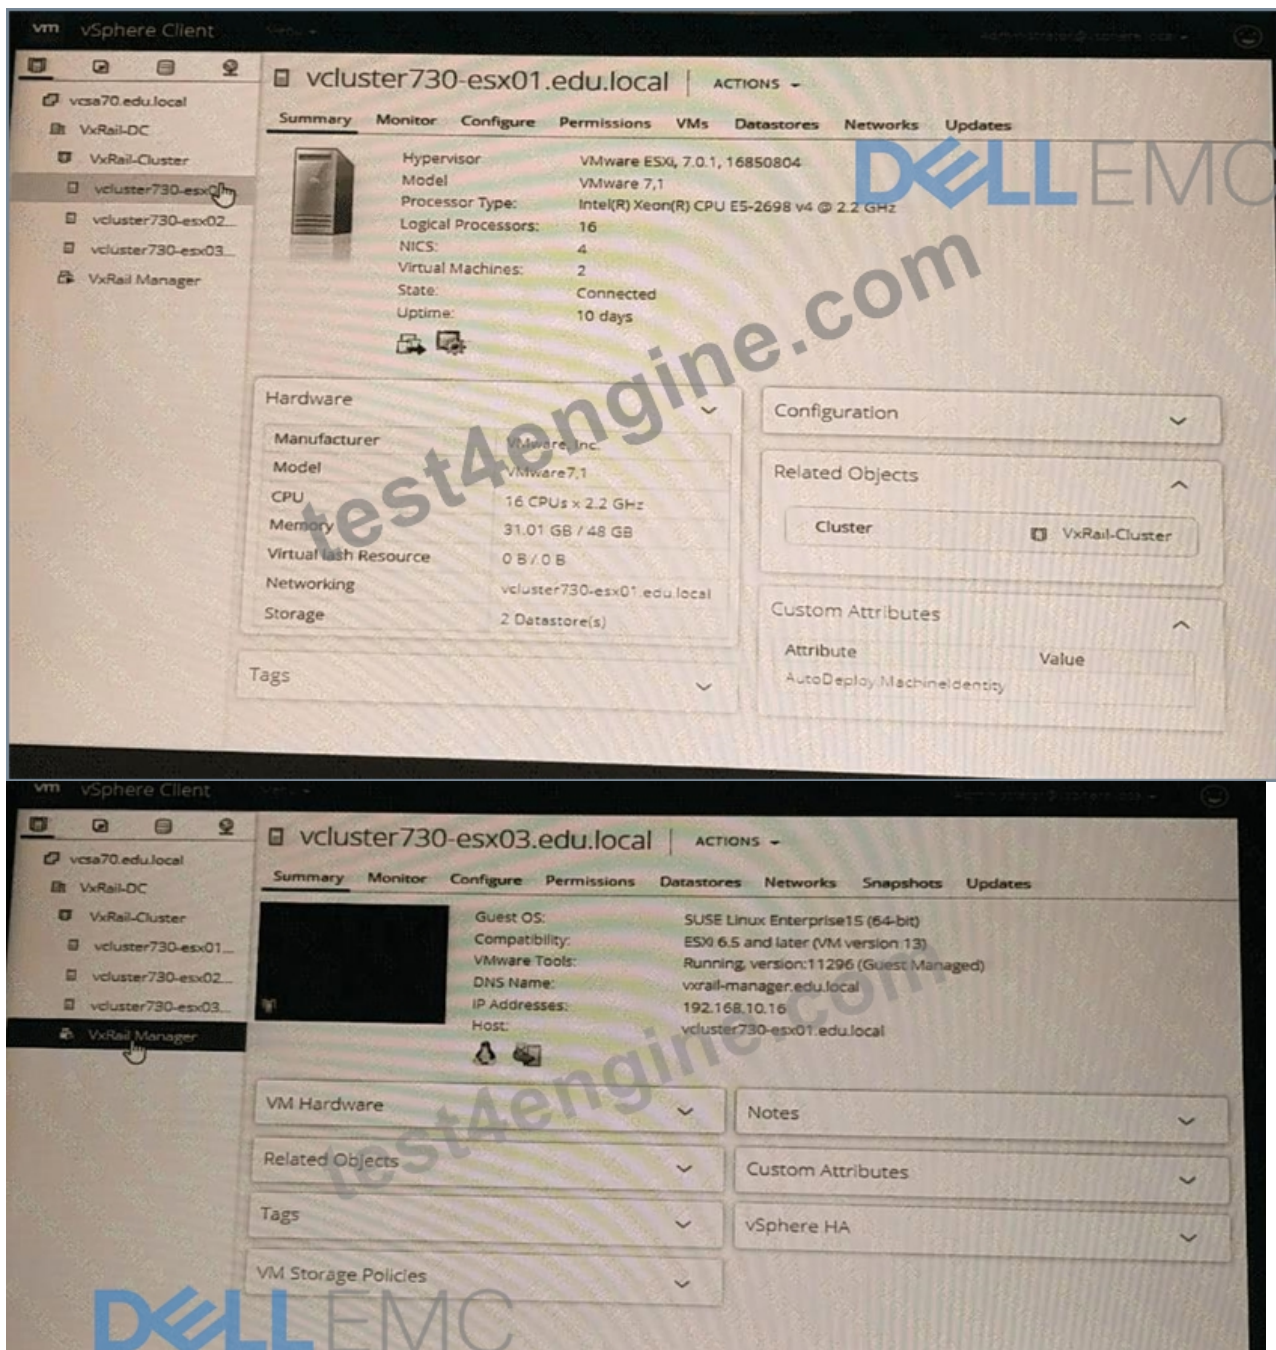 vm vSphere Client Menu
vcsa70.edu.local
VxRail-DC
VxRail-Cluster
vcluster730-esx0
vcluster730-esx02...
vcluster730-esx03...
VxRail Manager
vcluster730-esx01.edu.local | ACTIONS
Summary Monitor Configure Permissions VMs Datastores Networks Updates
DELL EMC
Hypervisor VMware ESXi, 7.0.1, 16850804
Model VMware 7,1
Processor Type: Intel(R) Xeon(R) CPU E5-2698 v4 @ 2.2 GHz
Logical Processors: 16
NICS: 4
Virtual Machines: 2
State: Connected
Uptime: 10 days
test4engine.com
Hardware
Manufacturer VMware, Inc.
Model VMware7,1
CPU 16 CPUs x 2.2 GHz
Memory 31.01 GB / 48 GB
Virtual lash Resource 0 B / 0 B
Networking vcluster730-esx01.edu.local
Storage 2 Datastore(s)
Tags
Configuration
Related Objects
Cluster VxRail-Cluster
Custom Attributes
Attribute Value
AutoDeploy.MachineIdentity
vm vSphere Client
vcsa70.edu.local
VxRail-DC
VxRail-Cluster
vcluster730-esx01...
vcluster730-esx02...
vcluster730-esx03...
VxRail Manager
vcluster730-esx03.edu.local | ACTIONS
Summary Monitor Configure Permissions Datastores Networks Snapshots Updates
Guest OS: SUSE Linux Enterprise15 (64-bit)
Compatibility: ESXi 6.5 and later (VM version 13)
VMware Tools: Running, version:11296 (Guest Managed)
DNS Name: vxrail-manager.edu.local
IP Addresses: 192.168.10.16
Host: vcluster730-esx01.edu.local
test4engine.com
VM Hardware
Related Objects
Tags
VM Storage Policies
Notes
Custom Attributes
vSphere HA
DELL EMC